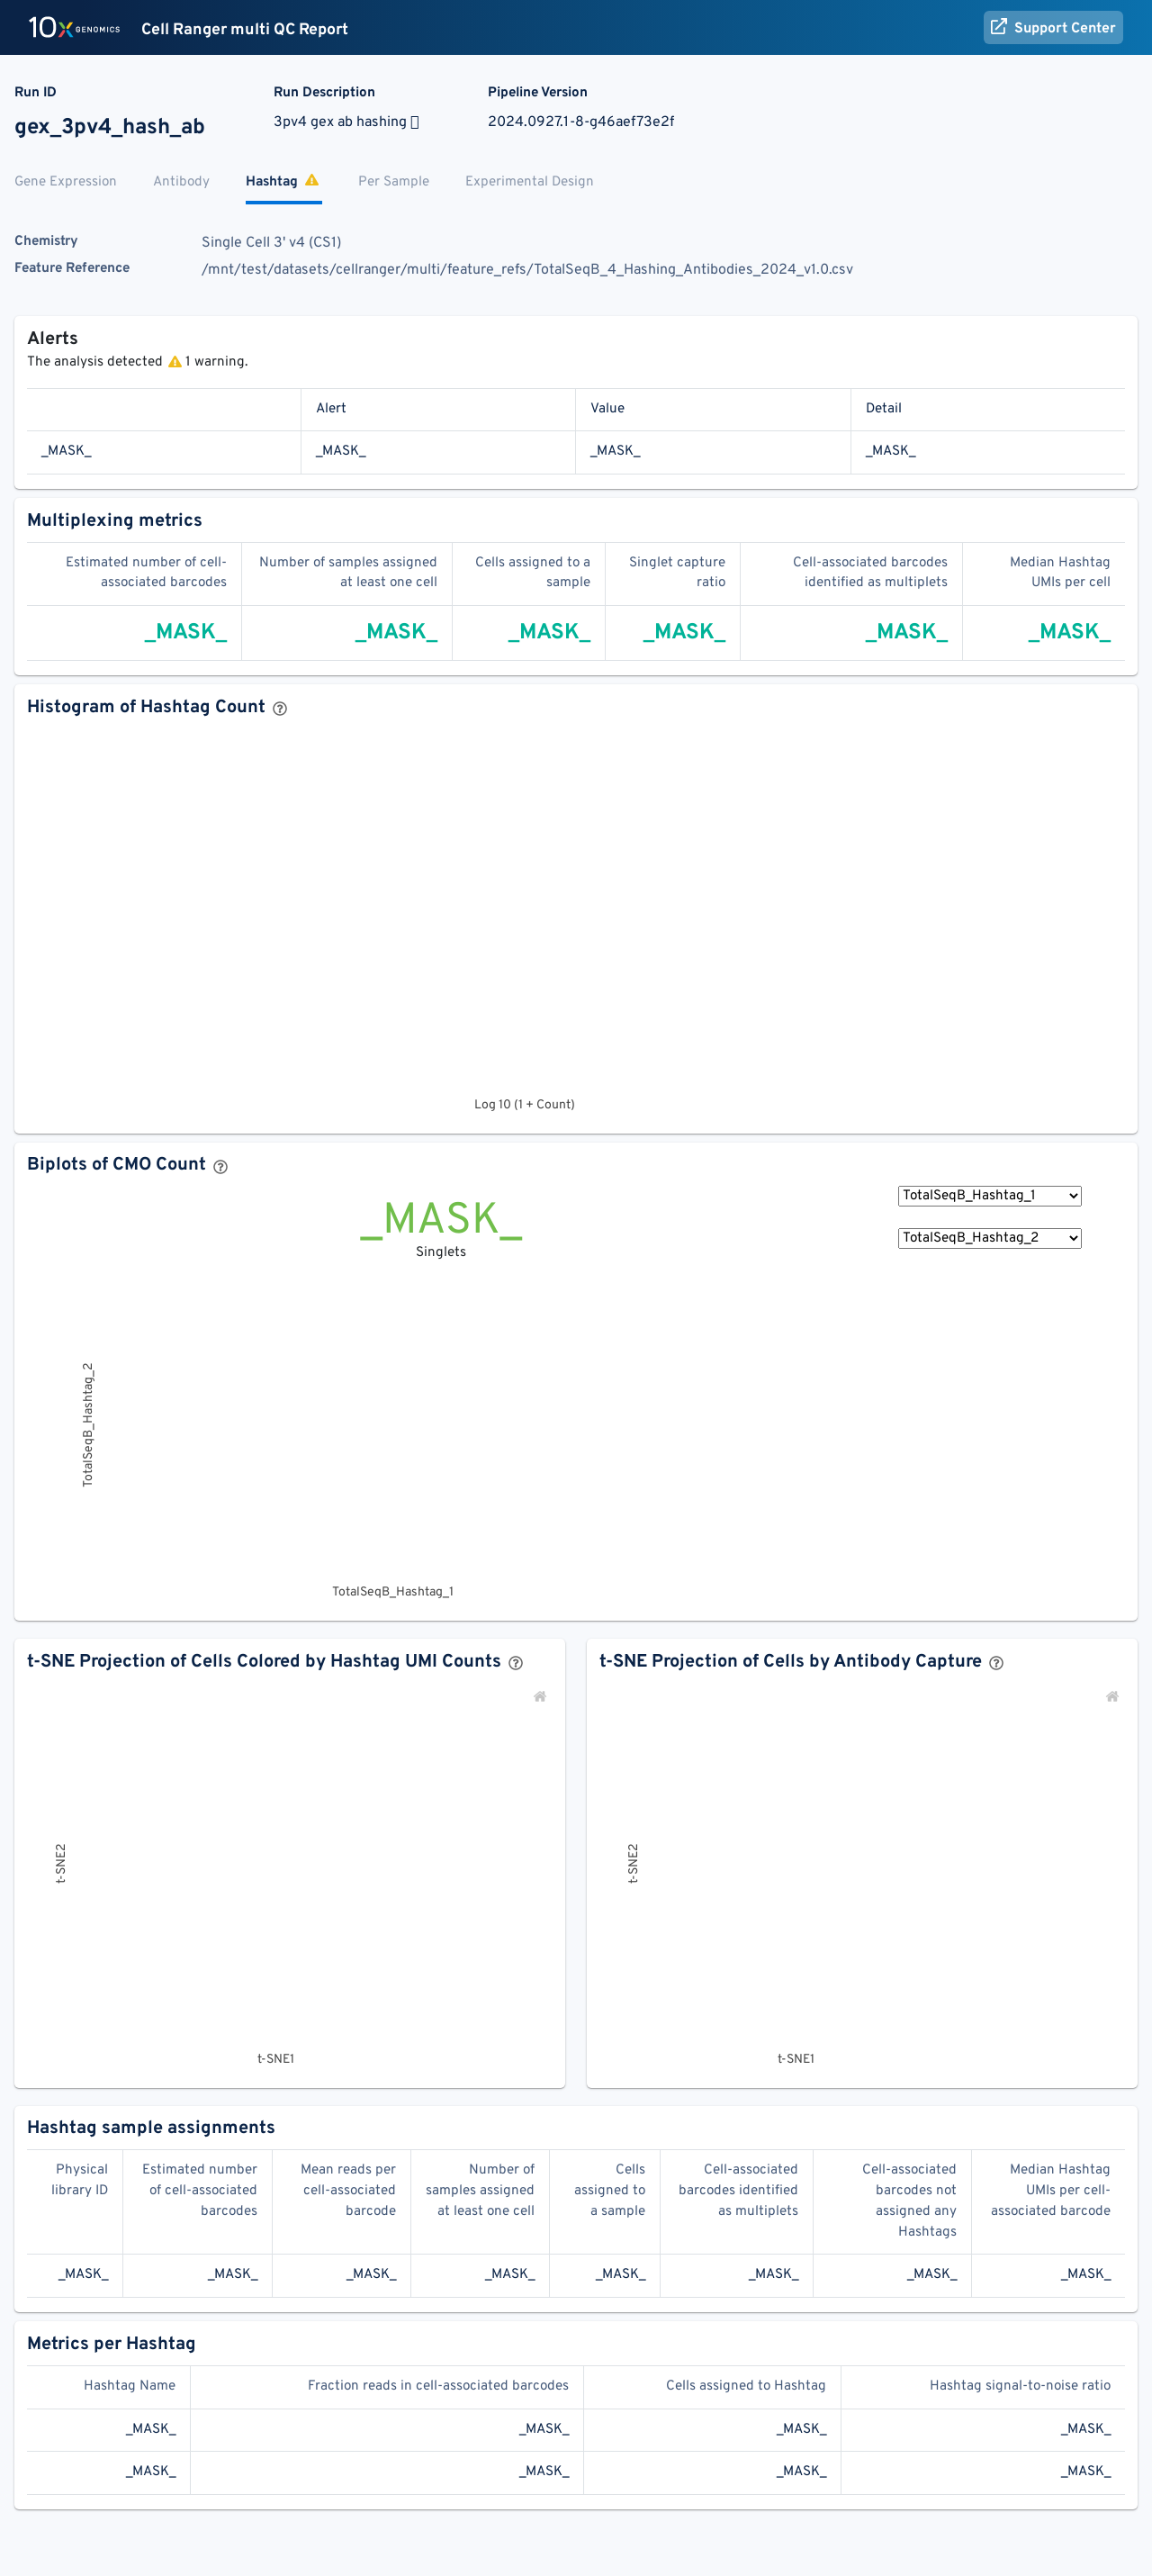 10x GENOMICS Cell Ranger multi QC Report Support Center
Run ID Run Description Pipeline Version
gex_3pv4_hash_ab 3pv4 gex ab hashing 2024.0927.1-8-g46aef73e2f
Gene Expression Antibody Hashtag Per Sample Experimental Design
Chemistry Single Cell 3' v4 (CS1)
Feature Reference /mnt/test/datasets/cellranger/multi/feature_refs/TotalSeqB_4_Hashing_Antibodies_2024_v1.0.csv
Alerts
The analysis detected 1 warning.
Alert Value Detail
_MASK_ _MASK_ _MASK_ _MASK_
Multiplexing metrics
Estimated number of cell- Number of samples assigned Cells assigned to a Singlet capture Cell-associated barcodes Median Hashtag
associated barcodes at least one cell sample ratio identified as multiplets UMIs per cell
_MASK_ _MASK_ _MASK_ _MASK_ _MASK_ _MASK_
Histogram of Hashtag Count
Log 10 (1 + Count)
Biplots of CMO Count
TotalSeqB_Hashtag_1
_MASK_
TotalSeqB_Hashtag_2
Singlets
TotalSeqB_Hashtag_2
TotalSeqB_Hashtag_1
t-SNE Projection of Cells Colored by Hashtag UMI Counts
t-SNE2
t-SNE1
t-SNE Projection of Cells by Antibody Capture
t-SNE2
t-SNE1
Hashtag sample assignments
Physical Estimated number Mean reads per Number of Cells Cell-associated Cell-associated Median Hashtag
library ID of cell-associated cell-associated samples assigned assigned to barcodes identified barcodes not UMIs per cell-
barcodes barcode at least one cell a sample as multiplets assigned any associated barcode
Hashtags
_MASK_ _MASK_ _MASK_ _MASK_ _MASK_ _MASK_ _MASK_ _MASK_
Metrics per Hashtag
Hashtag Name Fraction reads in cell-associated barcodes Cells assigned to Hashtag Hashtag signal-to-noise ratio
_MASK_ _MASK_ _MASK_ _MASK_
_MASK_ _MASK_ _MASK_ _MASK_